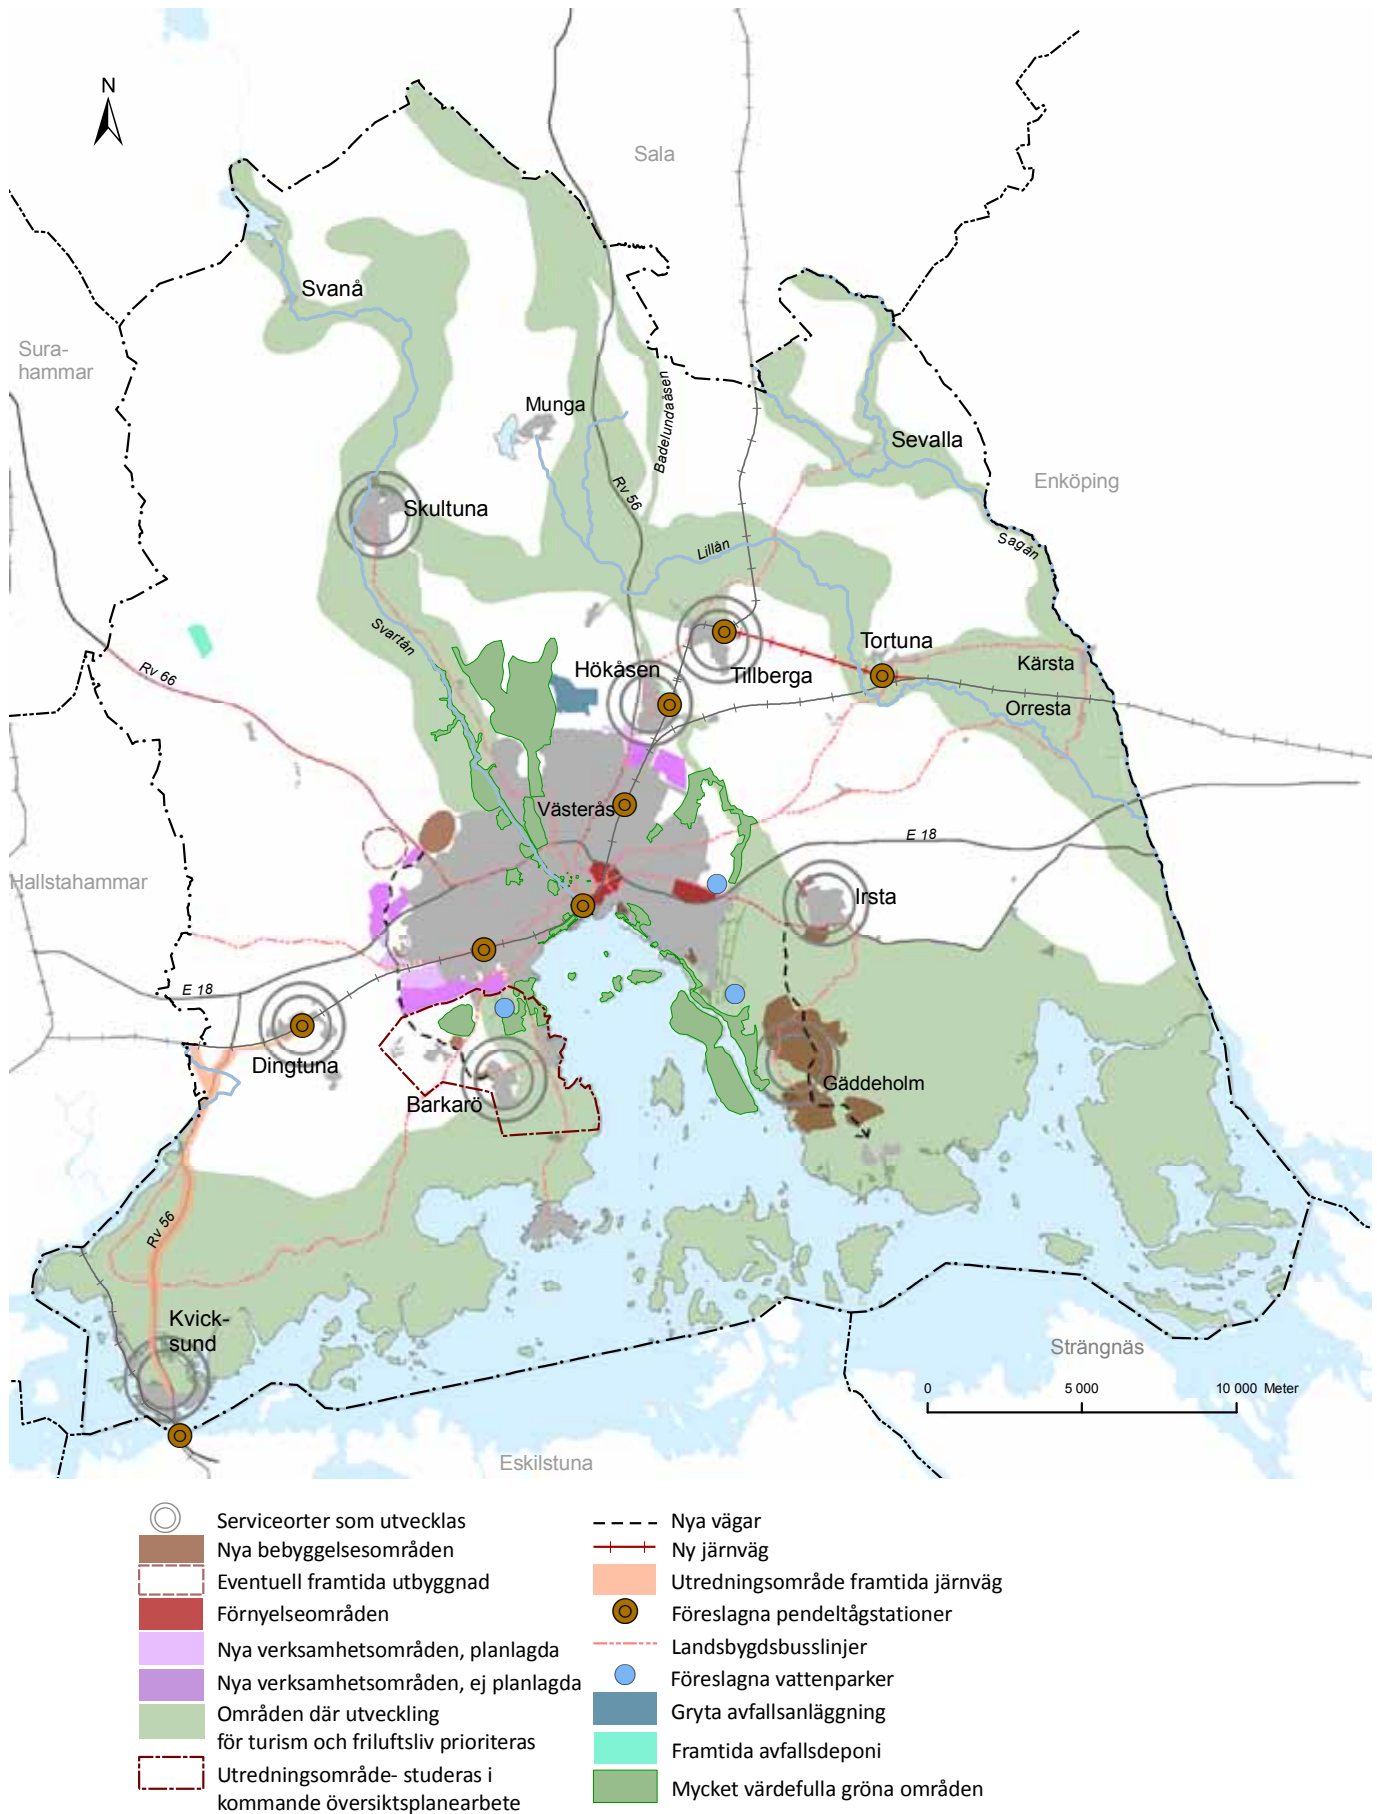 N
Sala
Svanå
Sura-
hammar
Badelundaåsen
Munga
Sevalla
Enköping
Rv 56
Skultuna
Sagån
Lillån
Svartån
Tortuna
Kärsta
Hökåsen
Tillberga
Rv 66
Orresta
Västerås
E 18
Hallstahammar
Irsta
E 18
Dingtuna
Gäddeholm
Barkarö
Rv 56
Kvick-
sund
Strängnäs
0 5 000 10 000 Meter
Eskilstuna
Serviceorter som utvecklas
Nya bebyggelsesområden
Eventuell framtida utbyggnad
Förnyelseområden
Nya verksamhetsområden, planlagda
Nya verksamhetsområden, ej planlagda
Områden där utveckling
för turism och friluftsliv prioriteras
Utredningsområde- studeras i
kommande översiktsplanearbete
Nya vägar
Ny järnväg
Utredningsområde framtida järnväg
Föreslagna pendeltågstationer
Landsbygdsbusslinjer
Föreslagna vattenparker
Gryta avfallsanläggning
Framtida avfallsdeponi
Mycket värdefulla gröna områden